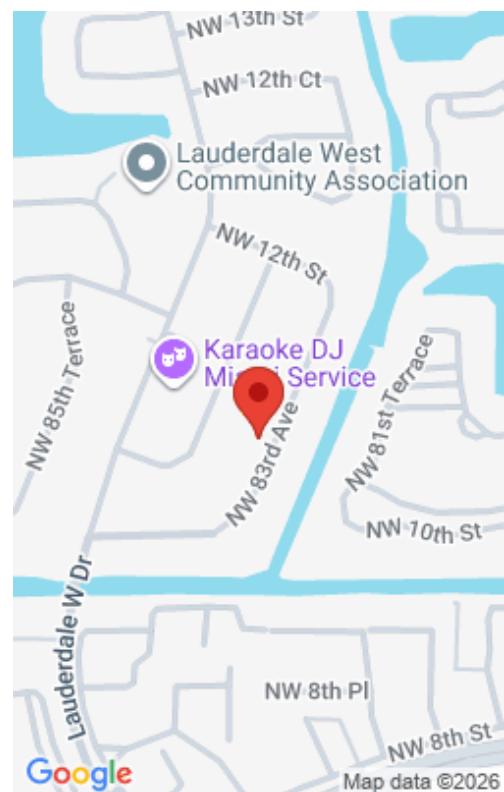 NW 13th St
NW 12th Ct
Lauderdale West
Community Association
NW 12th St
Karaoke DJ
Service
NW 85th Terrace
NW 83rd Ave
NW 81st Terrace
NW 10th St
Lauderdale W Dr
NW 8th Pl
NW 8th St
Google
Map data ©2026